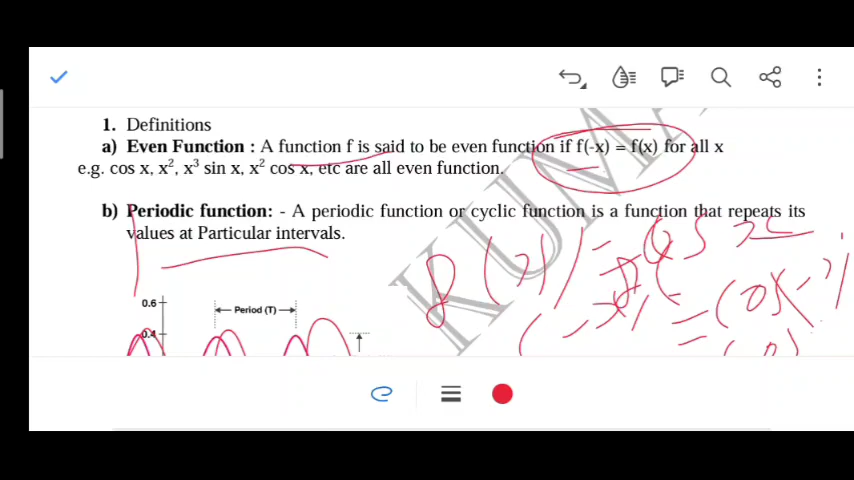 1. Definitions
a) Even Function : A function f is said to be even function if f(-x) = f(x) for all x
e.g. cos x, x², x³ sin x, x² cos x, etc are all even function.
b) Periodic function: - A periodic function or cyclic function is a function that repeats its
values at Particular intervals.
0.6
Period (T)
0.4
KUMA